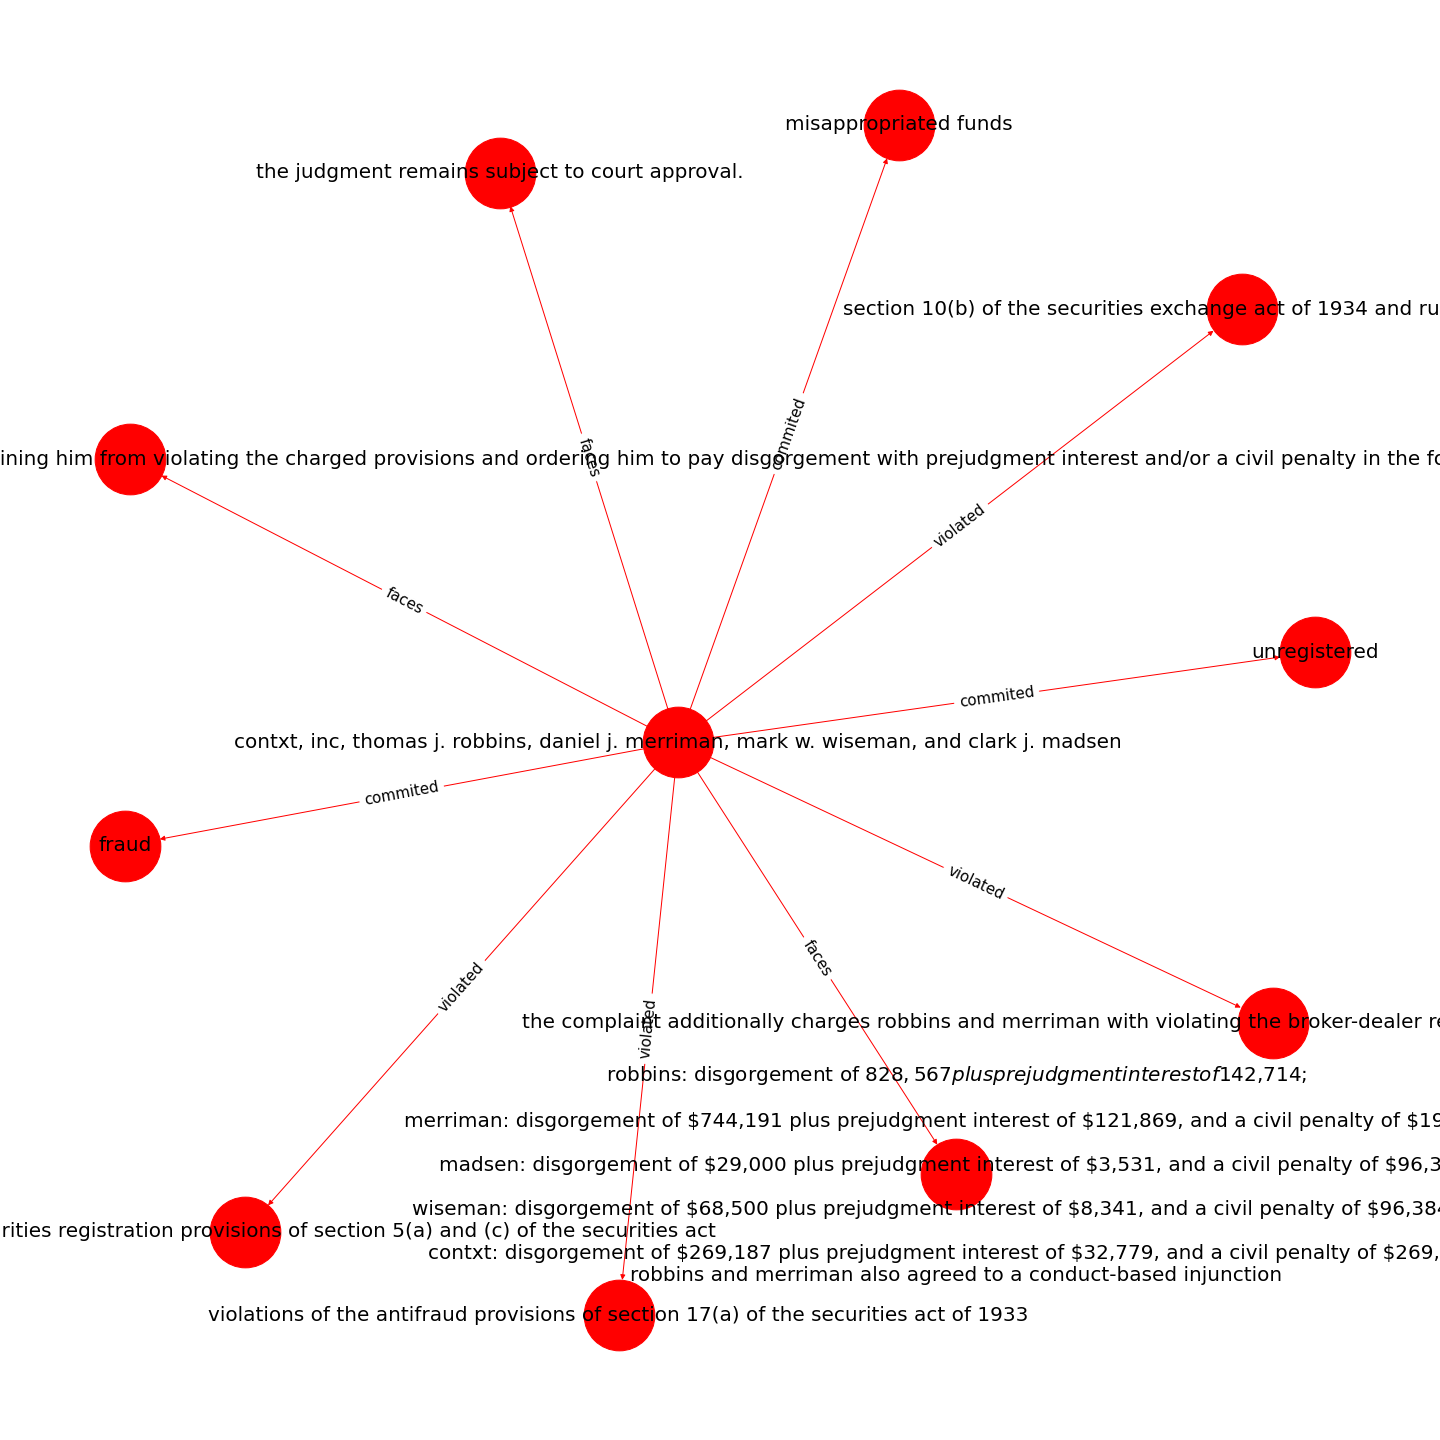 misappropriated funds
the judgment remains subject to court approval.
section 10(b) of the securities exchange act of 1934 and ru
commited
faces
ining him from violating the charged provisions and ordering him to pay disgorgement with prejudgment interest and/or a civil penalty in the fo
violated
faces
unregistered
commited
contxt, inc, thomas j. robbins, daniel j. merriman, mark w. wiseman, and clark j. madsen
commited
fraud
violated
faces
violated
violated
the complaint additionally charges robbins and merriman with violating the broker-dealer re
robbins: disgorgement of 828,567plusprejudgmentinterestof142,714;
merriman: disgorgement of $744,191 plus prejudgment interest of $121,869, and a civil penalty of $19
madsen: disgorgement of $29,000 plus prejudgment interest of $3,531, and a civil penalty of $96,3
wiseman: disgorgement of $68,500 plus prejudgment interest of $8,341, and a civil penalty of $96,384
rities registration provisions of section 5(a) and (c) of the securities act
contxt: disgorgement of $269,187 plus prejudgment interest of $32,779, and a civil penalty of $269,
robbins and merriman also agreed to a conduct-based injunction
violations of the antifraud provisions of section 17(a) of the securities act of 1933